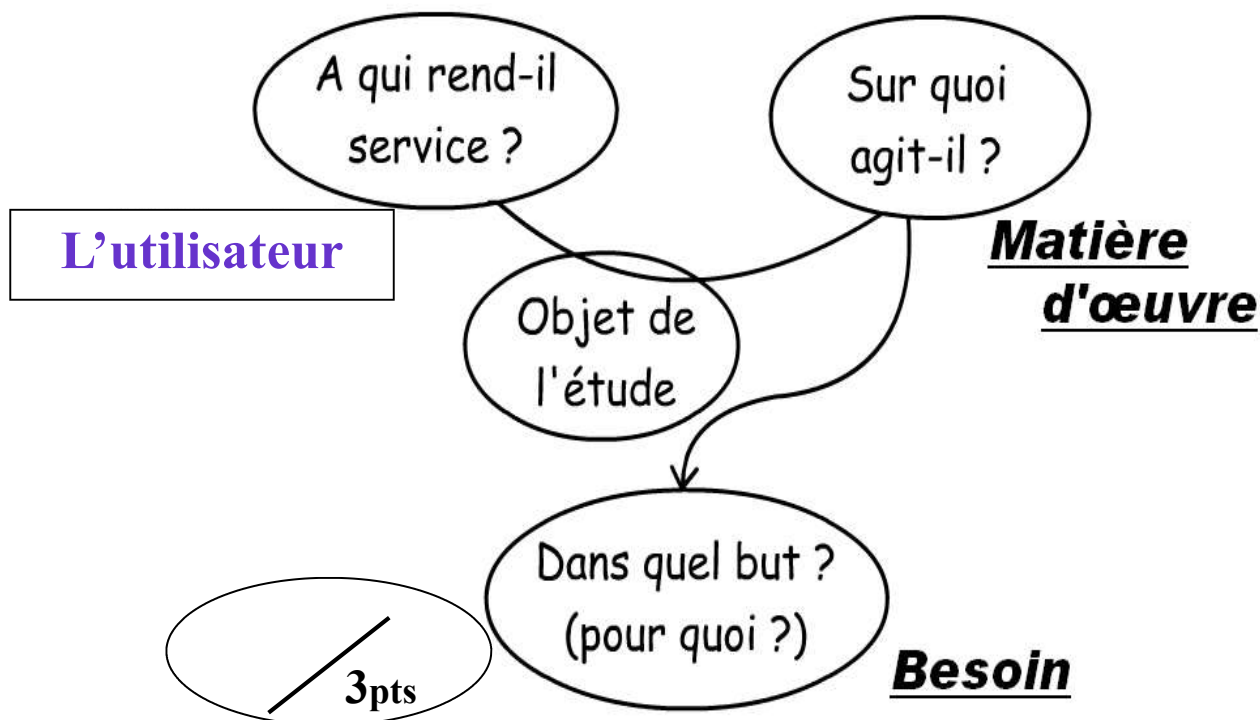 A qui rend-il
service ?
Sur quoi
agit-il ?
L’utilisateur
Matière
d'œuvre
Objet de
l'étude
Dans quel but ?
(pour quoi ?)
3pts
Besoin